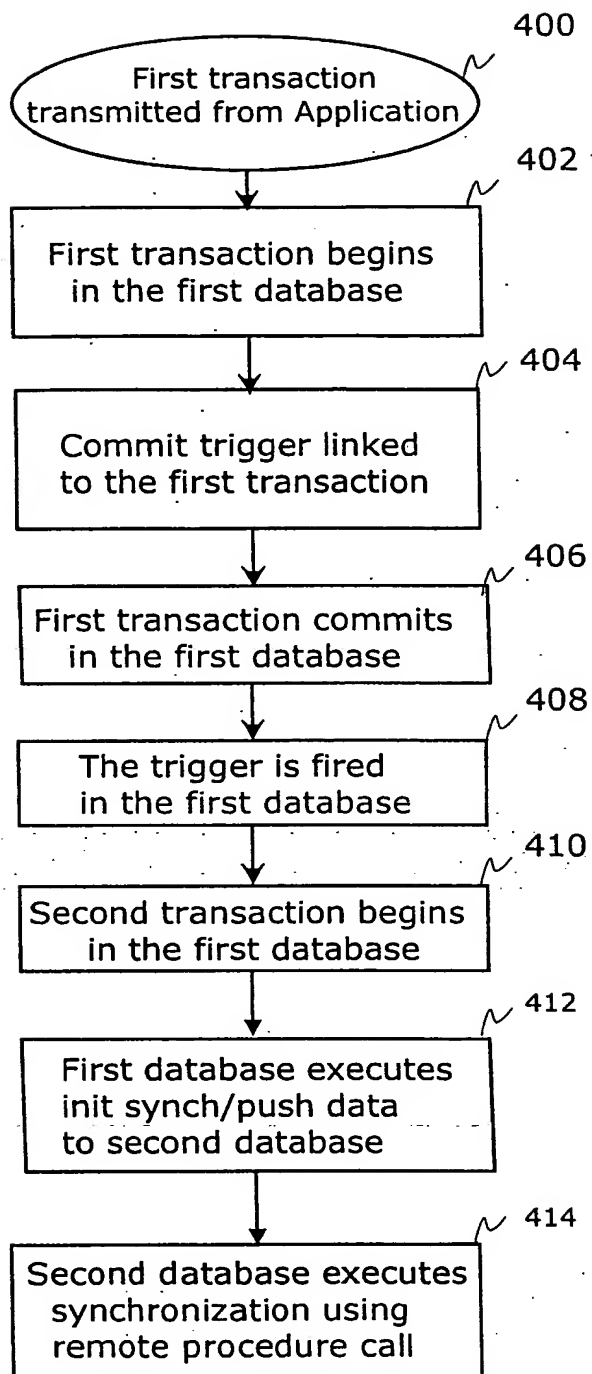 400
First transaction
transmitted from Application
402
First transaction begins
in the first database
404
Commit trigger linked
to the first transaction
406
First transaction commits
in the first database
408
The trigger is fired
in the first database
410
Second transaction begins
in the first database
412
First database executes
init synch/push data
to second database
414
Second database executes
synchronization using
remote procedure call